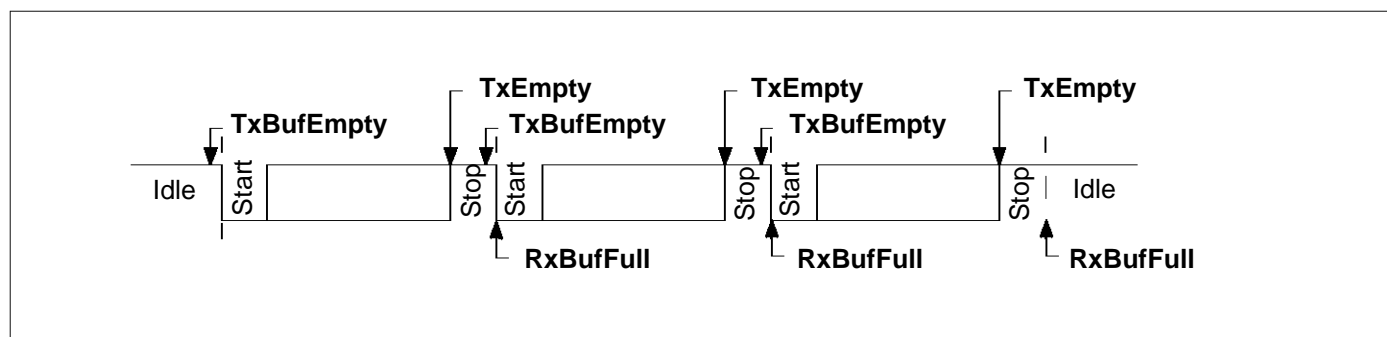 TxEmpty TxEmpty TxEmpty
TxBufEmpty TxBufEmpty TxBufEmpty
Idle Start Stop Start Stop Start Stop Idle
RxBufFull RxBufFull RxBufFull